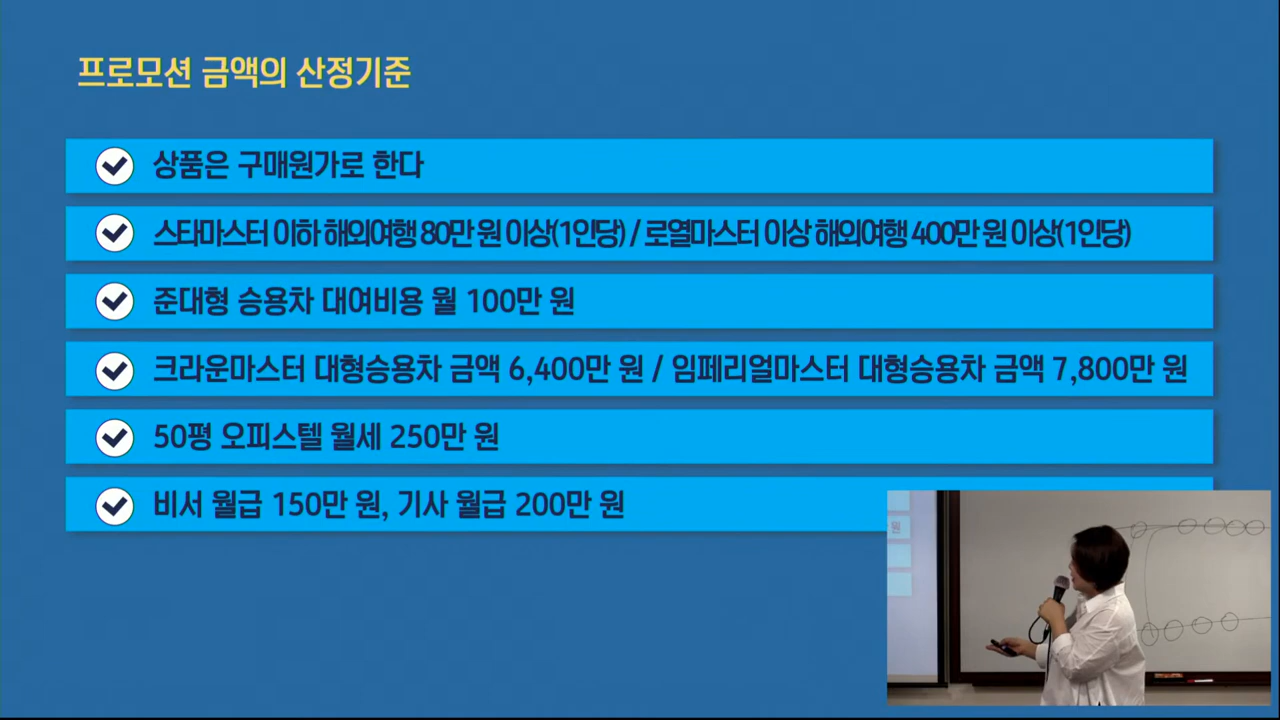 프로모션 금액의 산정기준
상품은 구매원가로 한다
스타마스터 이하 해외여행 80만 원 이상(1인당) / 로열마스터 이상 해외여행 400만 원 이상(1인당)
준대형 승용차 대여비용 월 100만 원
크라운마스터 대형승용차 금액 6,400만 원 / 임페리얼마스터 대형승용차 금액 7,800만 원
50평 오피스텔 월세 250만 원
비서 월급 150만 원, 기사 월급 200만 원
원